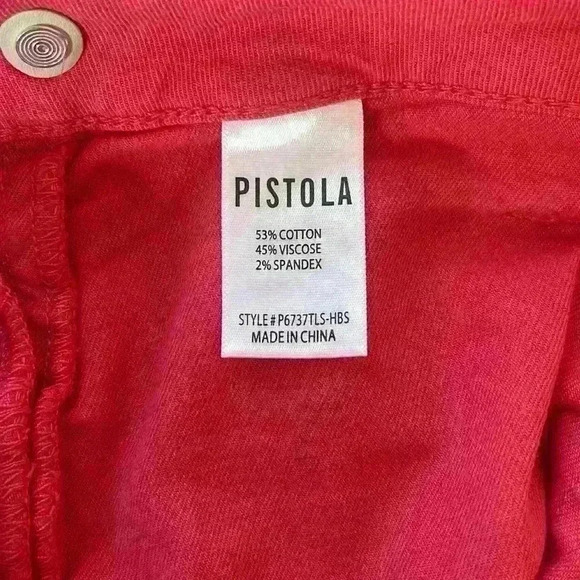 PISTOLA
53% COTTON
45% VISCOSE
2% SPANDEX
STYLE # P6737TLS-HBS
MADE IN CHINA